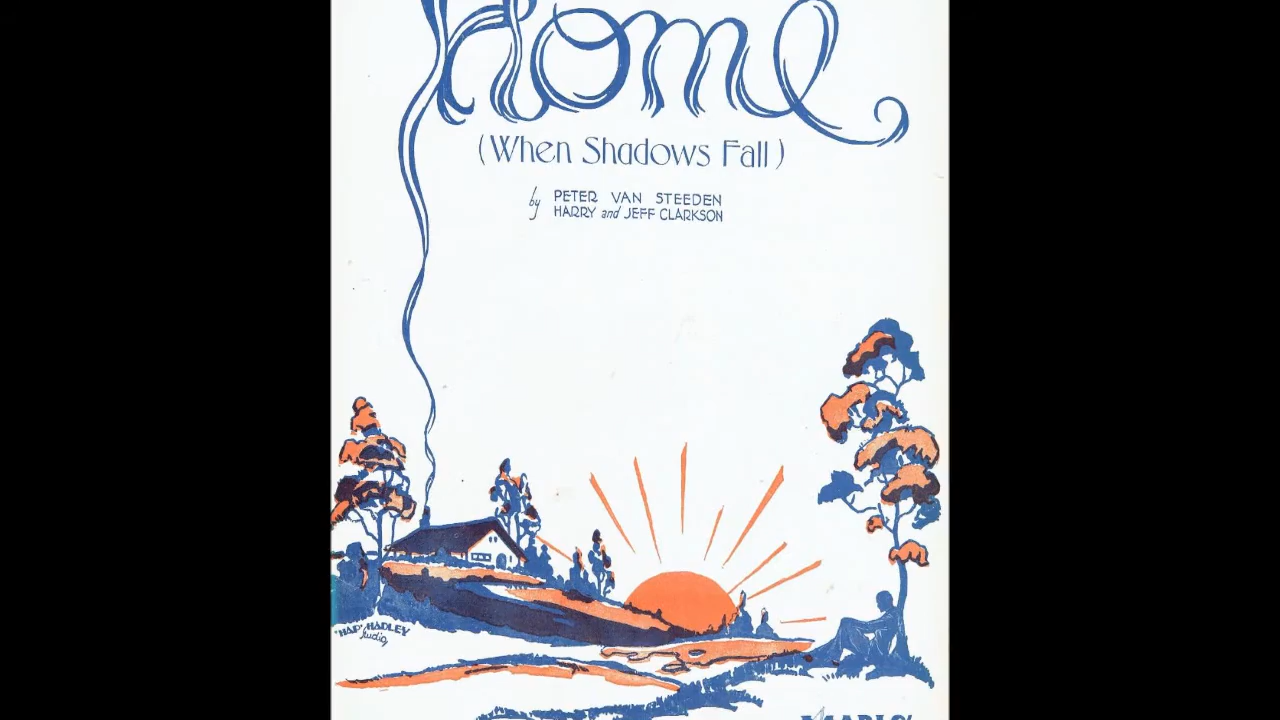 Home
(When Shadows Fall)
by PETER VAN STEEDEN
HARRY and JEFF CLARKSON
"HAP" HADLEY
Studio